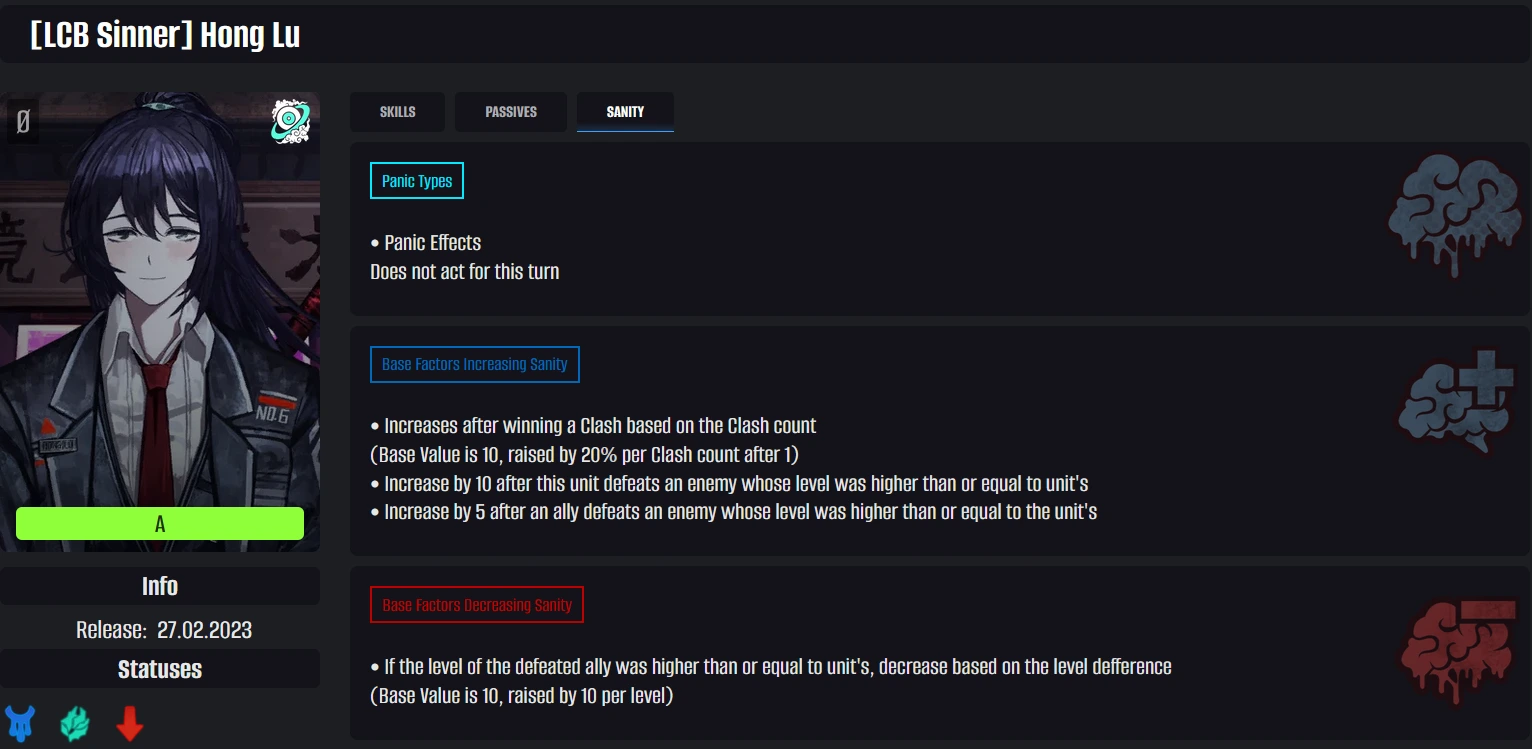 [LCB Sinner] Hong Lu
Ø
A
NO.6
Info
Release: 27.02.2023
Statuses
SKILLS
PASSIVES
SANITY
Panic Types
• Panic Effects
Does not act for this turn
Base Factors Increasing Sanity
• Increases after winning a Clash based on the Clash count
(Base Value is 10, raised by 20% per Clash count after 1)
• Increase by 10 after this unit defeats an enemy whose level was higher than or equal to unit's
• Increase by 5 after an ally defeats an enemy whose level was higher than or equal to the unit's
Base Factors Decreasing Sanity
• If the level of the defeated ally was higher than or equal to unit's, decrease based on the level defference
(Base Value is 10, raised by 10 per level)